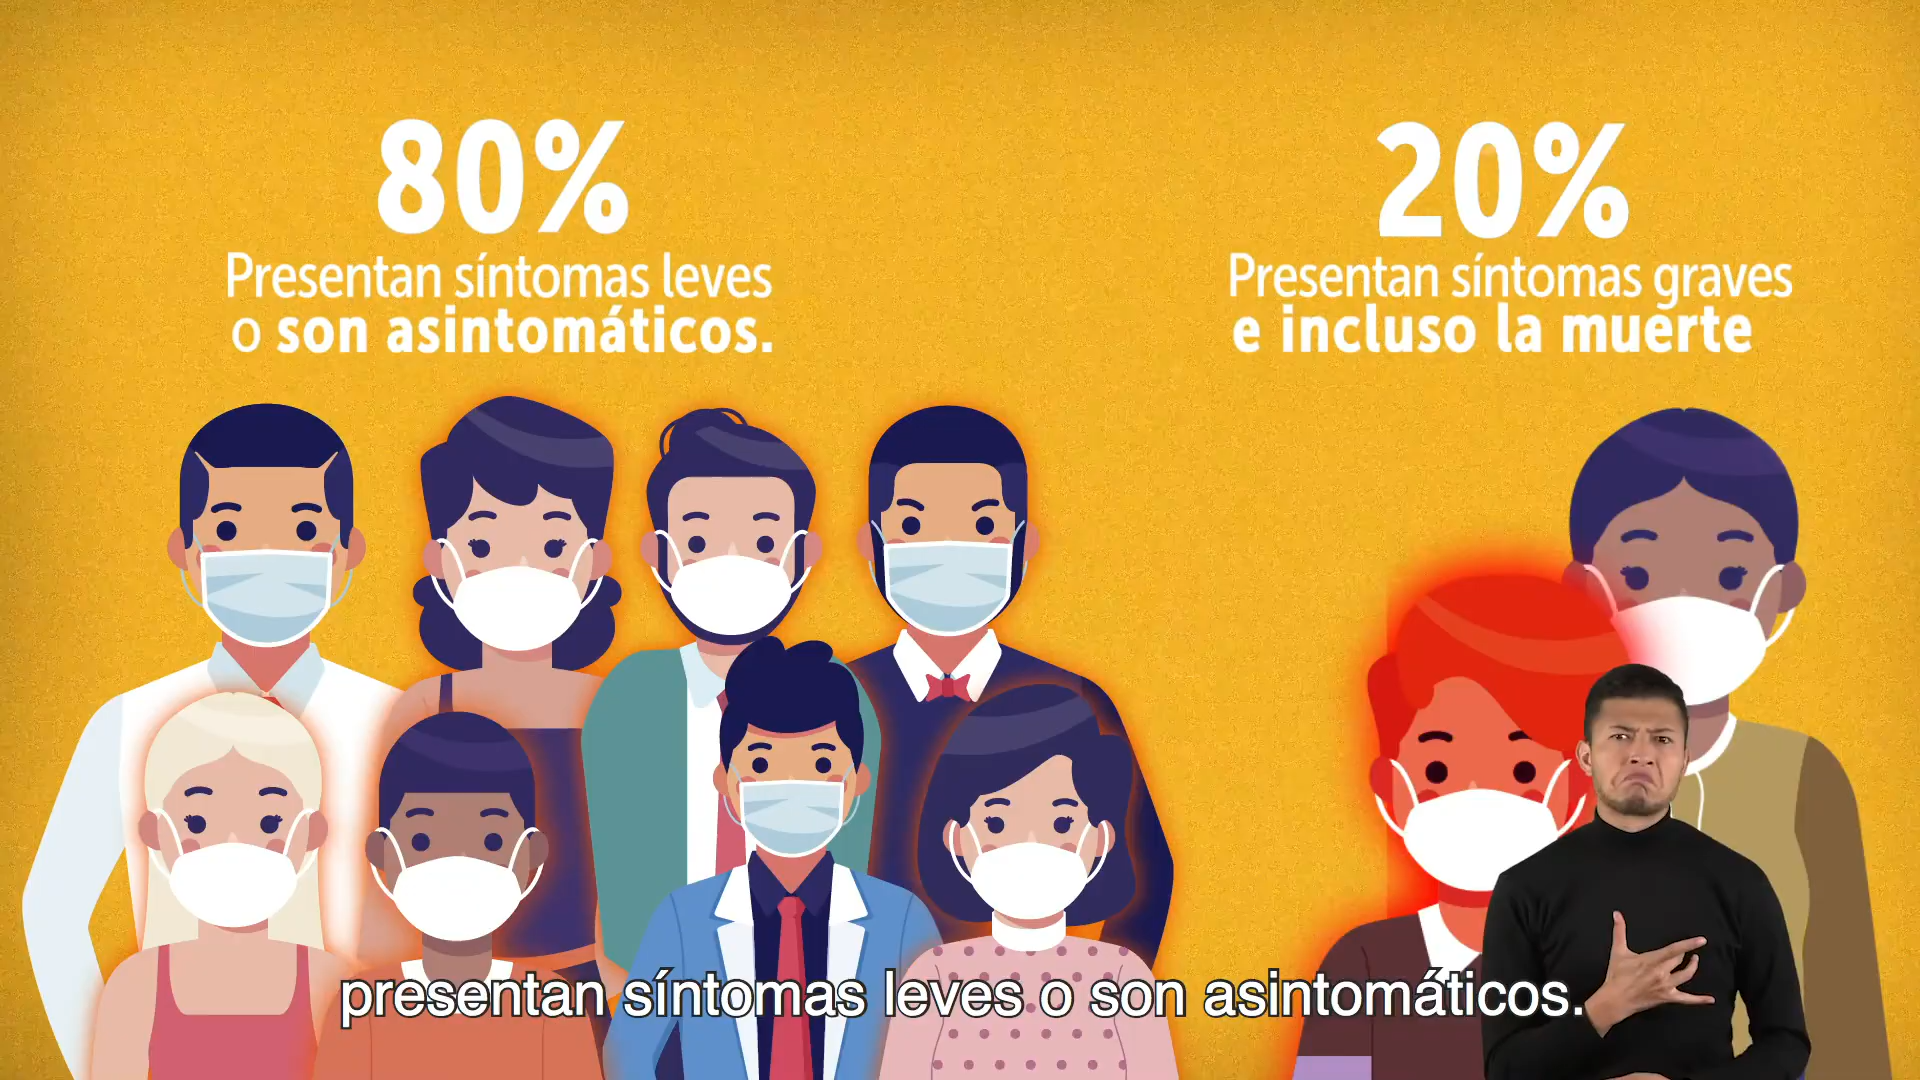 80%
Presentan síntomas leves
o son asintomáticos.
20%
Presentan síntomas graves
e incluso la muerte
presentan síntomas leves o son asintomáticos.